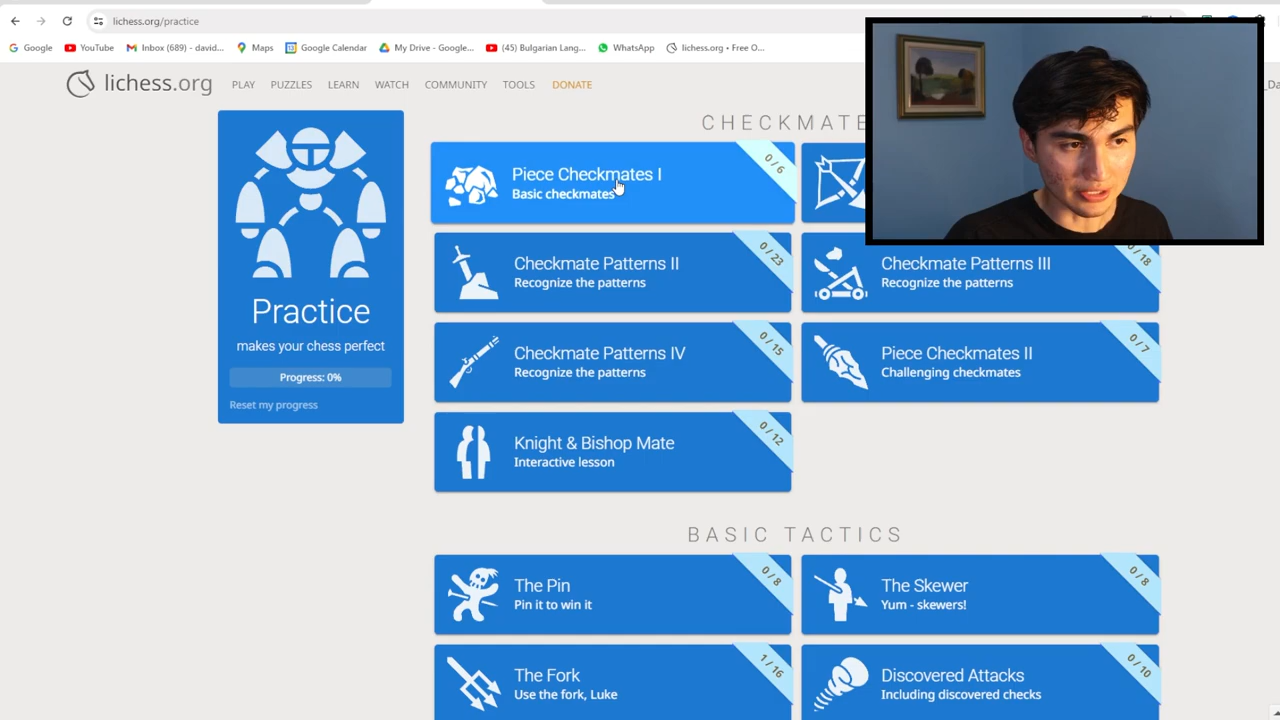 lichess.org/practice
Google
YouTube
Inbox (689) - david...
Maps
Google Calendar
My Drive - Google...
(45) Bulgarian Lang...
WhatsApp
lichess.org • Free O...
lichess.org
PLAY
PUZZLES
LEARN
WATCH
COMMUNITY
TOOLS
DONATE
Practice
makes your chess perfect
Progress: 0%
Reset my progress
CHECKMATE
Piece Checkmates I
Basic checkmates
0/6
Checkmate Patterns II
Recognize the patterns
0/23
Checkmate Patterns III
Recognize the patterns
0/18
Checkmate Patterns IV
Recognize the patterns
0/15
Piece Checkmates II
Challenging checkmates
0/7
Knight & Bishop Mate
Interactive lesson
0/12
BASIC TACTICS
The Pin
Pin it to win it
0/8
The Skewer
Yum - skewers!
0/8
The Fork
Use the fork, Luke
1/16
Discovered Attacks
Including discovered checks
0/10